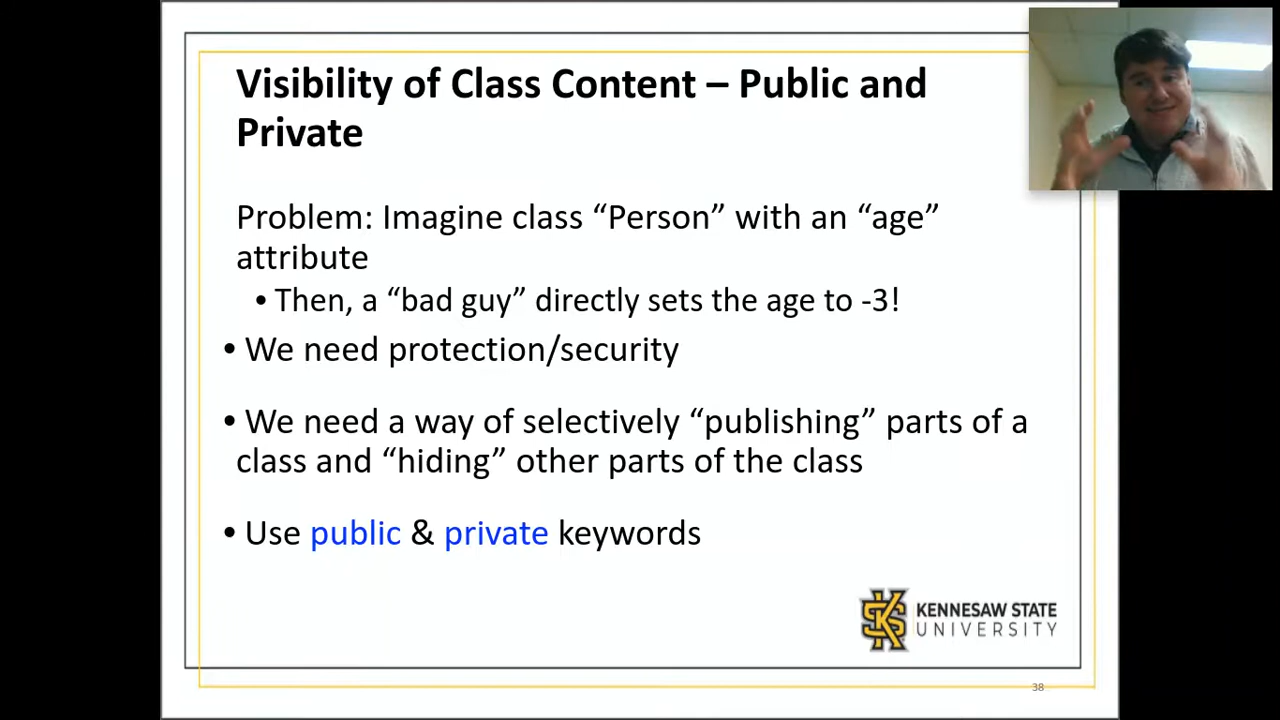 Visibility of Class Content – Public and
Private
Problem: Imagine class “Person” with an “age”
attribute
• Then, a “bad guy” directly sets the age to -3!
• We need protection/security
• We need a way of selectively “publishing” parts of a
class and “hiding” other parts of the class
• Use public & private keywords
KENNESAW STATE
UNIVERSITY
38